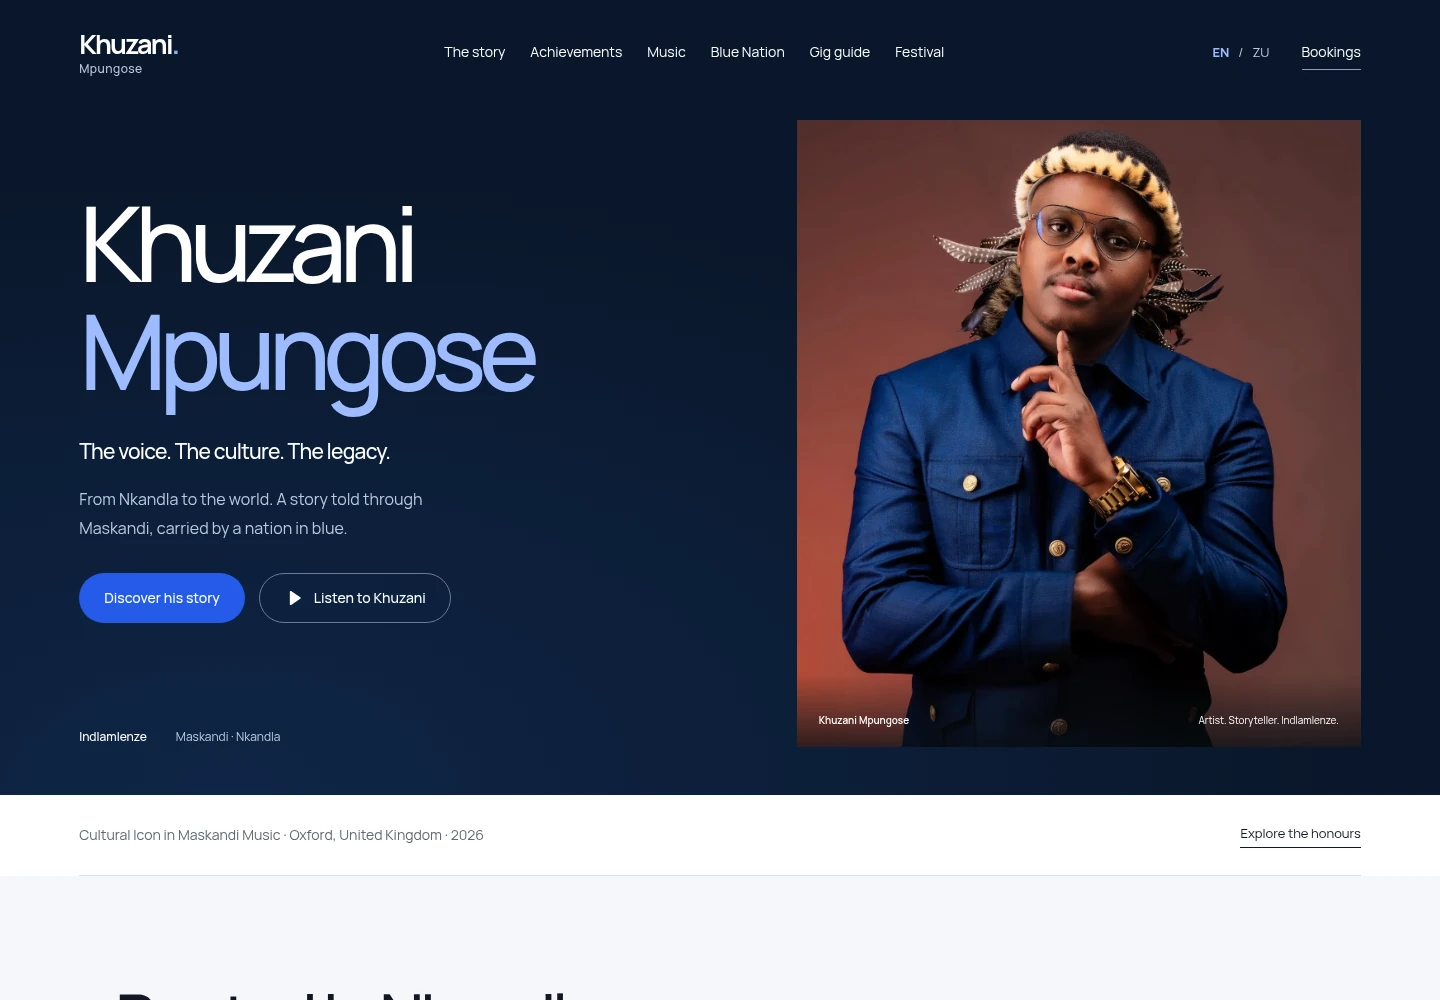 Khuzani.
Mpungose
The story
Achievements
Music
Blue Nation
Gig guide
Festival
EN / ZU
Bookings
Khuzani
Mpungose
The voice. The culture. The legacy.
From Nkandla to the world. A story told through
Maskandi, carried by a nation in blue.
Discover his story
Listen to Khuzani
Indlamlenze
Maskandi · Nkandla
Khuzani Mpungose
Artist. Storyteller. Indlamlenze.
Cultural Icon in Maskandi Music · Oxford, United Kingdom · 2026
Explore the honours